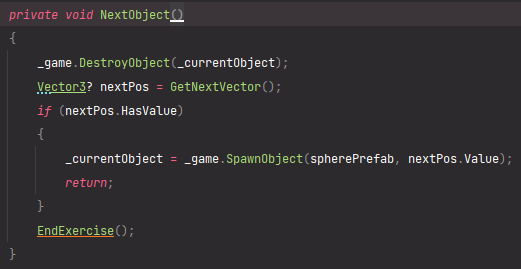 private void NextObject()
{
    _game.DestroyObject(_currentObject);
    Vector3? nextPos = GetNextVector();
    if (nextPos.HasValue)
    {
        _currentObject = _game.SpawnObject(spherePrefab, nextPos.Value);
        return;
    }
    EndExercise();
}